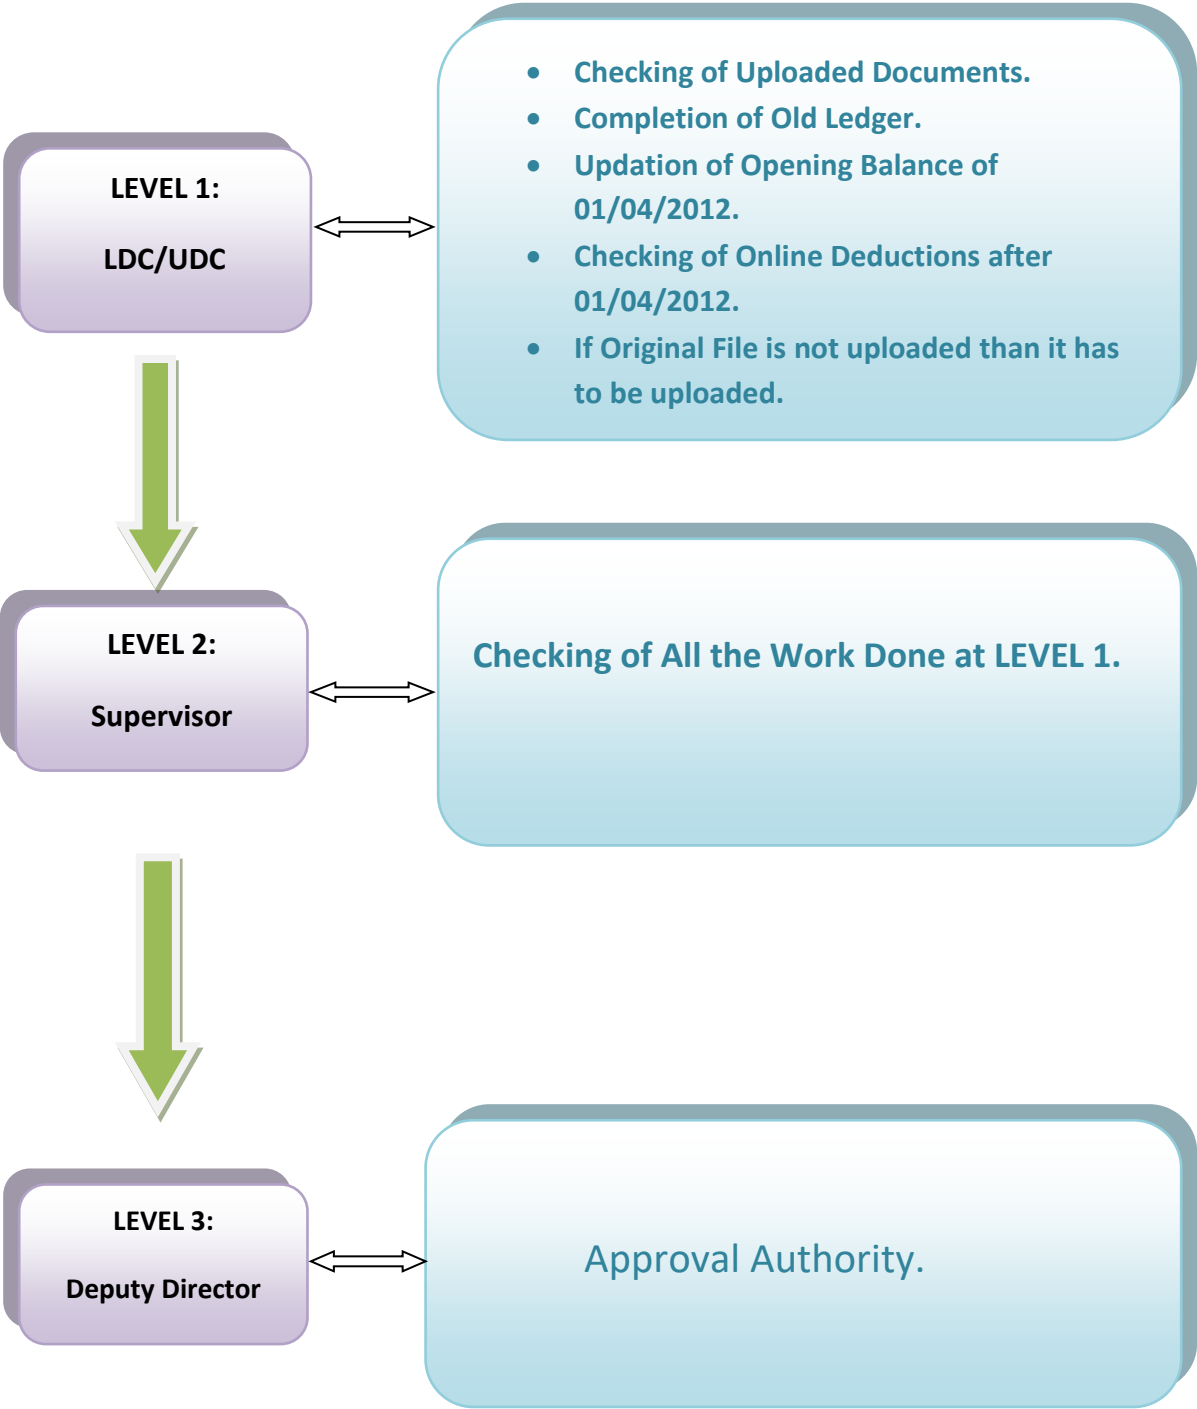 LEVEL 1:
LDC/UDC
• Checking of Uploaded Documents.
• Completion of Old Ledger.
• Updation of Opening Balance of
01/04/2012.
• Checking of Online Deductions after
01/04/2012.
• If Original File is not uploaded than it has
to be uploaded.
LEVEL 2:
Supervisor
Checking of All the Work Done at LEVEL 1.
LEVEL 3:
Deputy Director
Approval Authority.